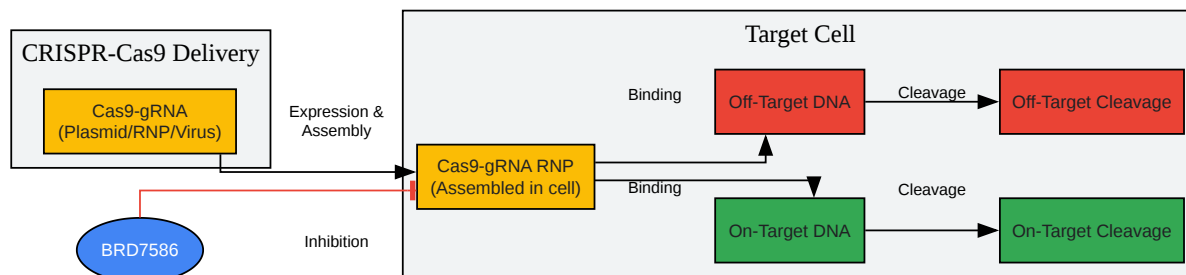 CRISPR-Cas9 Delivery
Cas9-gRNA
(Plasmid/RNP/Virus)
Expression &
Assembly
Inhibition
BRD7586
Target Cell
Cas9-gRNA RNP
(Assembled in cell)
Binding
Off-Target DNA
Cleavage
Off-Target Cleavage
Binding
On-Target DNA
Cleavage
On-Target Cleavage